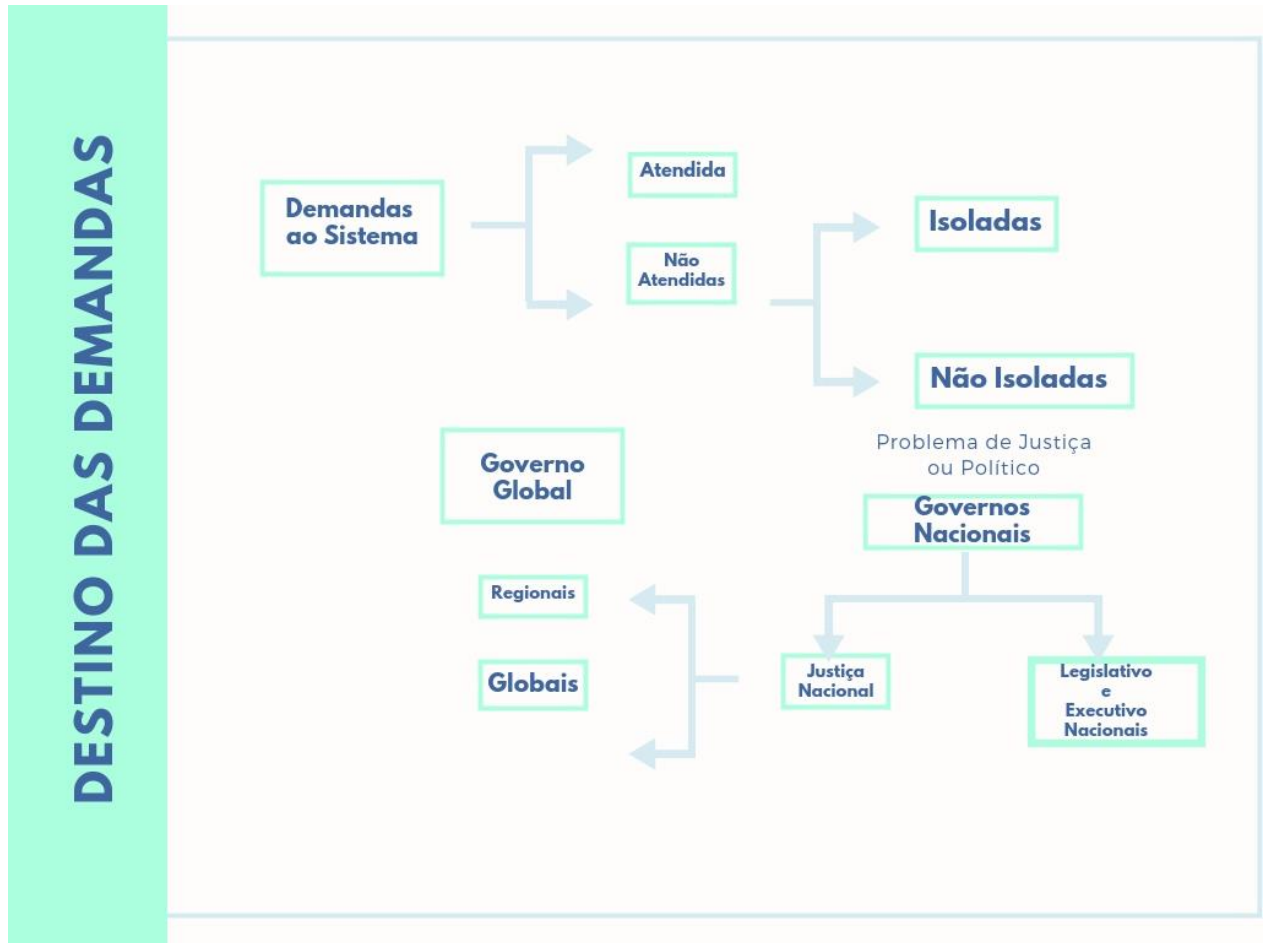 DESTINO DAS DEMANDAS
Demandas
ao Sistema
Atendida
Não
Atendidas
Isoladas
Não Isoladas
Problema de Justiça
ou Político
Governo
Global
Governos
Nacionais
Regionais
Globais
Justiça
Nacional
Legislativo
e
Executivo
Nacionais